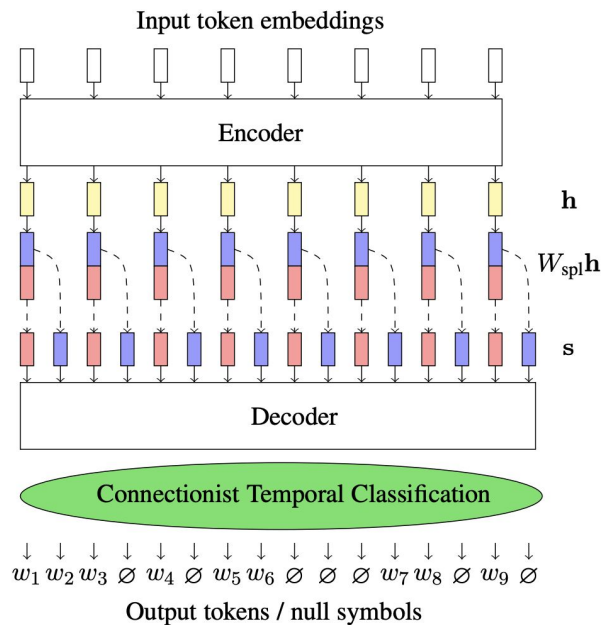 Input token embeddings
Encoder
h
W_spl h
s
Decoder
Connectionist Temporal Classification
w₁ w₂ w₃ ∅ w₄ ∅ w₅ w₆ ∅ ∅ ∅ w₇ w₈ ∅ w₉ ∅
Output tokens / null symbols